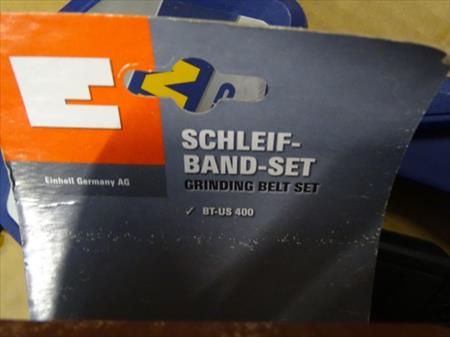 E
SCHLEIF-
BAND-SET
GRINDING BELT SET
Einhell Germany AG
✓ BT-US 400